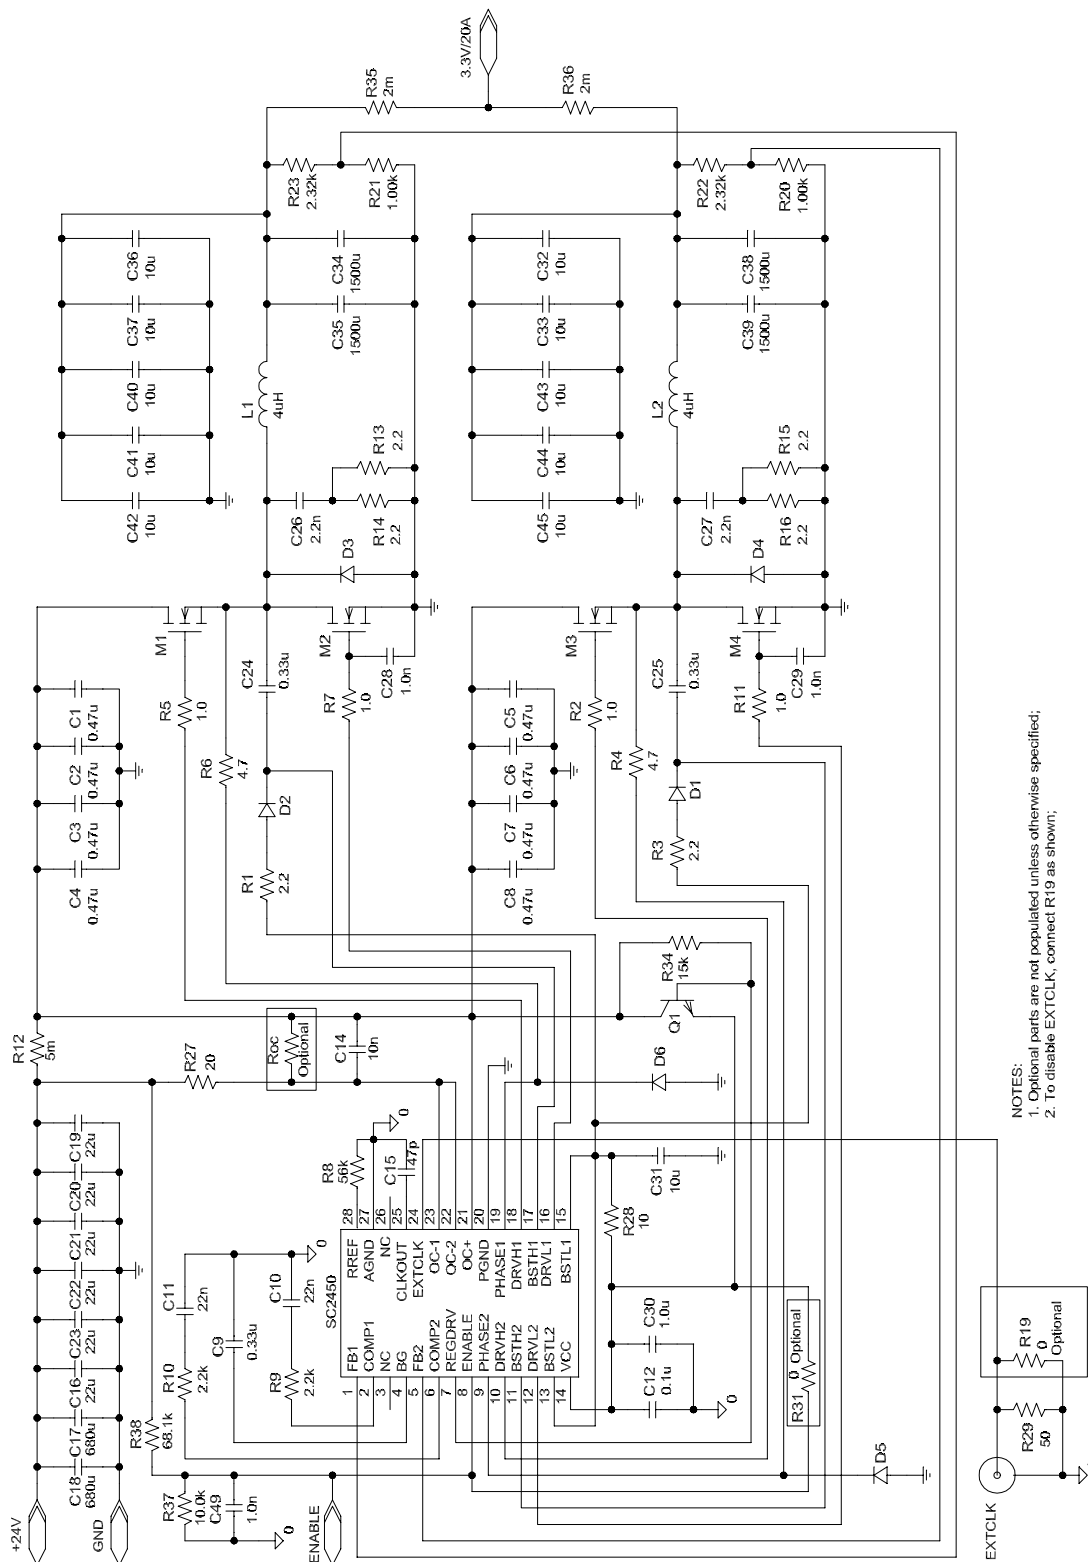 3.3V/20A
R35
2m
R36
2m
R23
2.32k
R21
1.00k
R22
2.32k
R20
1.00k
C36
10u
C37
10u
C40
10u
C41
10u
C42
10u
C34
1500u
C35
1500u
L1
4uH
C32
10u
C33
10u
C43
10u
C44
10u
C45
10u
C38
1500u
C39
1500u
L2
4uH
R13
2.2
R14
2.2
C26
2.2n
D3
R15
2.2
R16
2.2
C27
2.2n
D4
M1
M2
M3
M4
C28
1.0n
C29
1.0n
C24
0.33u
C25
0.33u
R5
1.0
R7
1.0
R2
1.0
R11
1.0
R6
4.7
R4
4.7
C1
0.47u
C2
0.47u
C3
0.47u
C4
0.47u
C5
0.47u
C6
0.47u
C7
0.47u
C8
0.47u
D2
D1
R1
2.2
R3
2.2
R34
15k
Q1
D6
R12
5m
R27
20
Roc
Optional
C14
10n
C19
22u
C20
22u
C21
22u
C22
22u
C23
22u
C16
22u
C17
680u
C18
680u
+24V
GND
R8
56k
C15
47p
0
C11
22n
R10
2.2k
C9
0.33u
C10
22n
R9
2.2k
0
R38
68.1k
R37
10.0k
C49
1.0n
0
ENABLE
SC2450
1 FB1
2 COMP1
3 NC
4 BG
5 FB2
6 COMP2
7 REGDRV
8 ENABLE
9 PHASE2
10 DRVH2
11 BSTH2
12 DRVL2
13 BSTL2
14 VCC
28 RREF
27 AGND
26 NC
25 CLKOUT
24 EXTCLK
23 OC-1
22 OC-2
21 OC+
20 PGND
19 PHASE1
18 DRVH1
17 BSTH1
16 DRVL1
15 BSTL1
R28
10
C31
10u
C30
1.0u
C12
0.1u
0
R31
0 Optional
D5
R19
0
Optional
R29
50
EXTCLK
NOTES:
1. Optional parts are not populated unless otherwise specified;
2. To disable EXTCLK, connect R19 as shown;